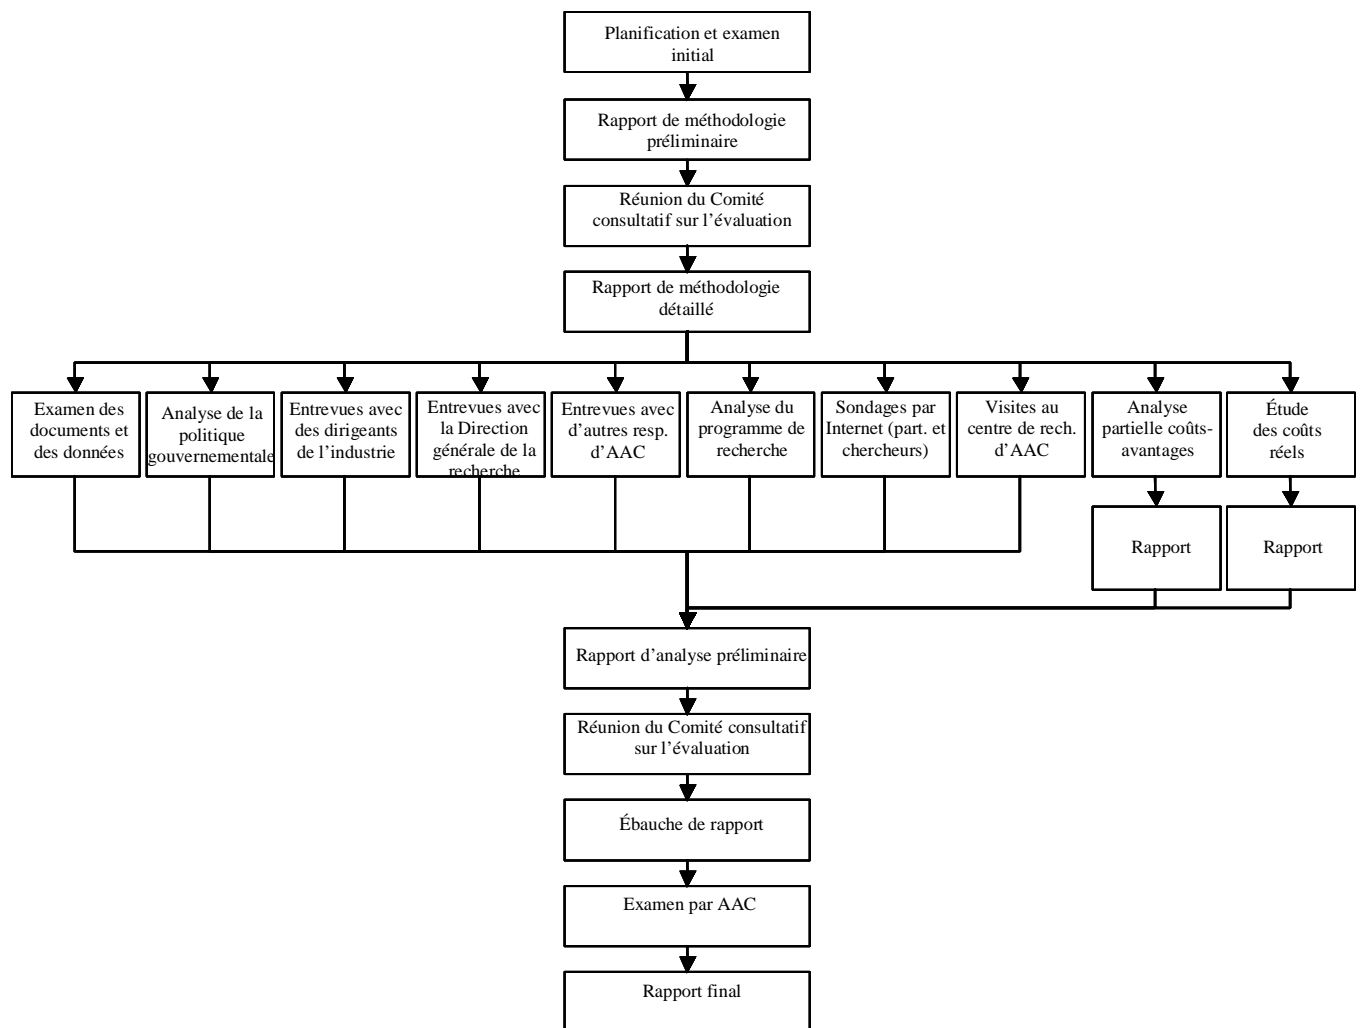 Planification et examen
initial
Rapport de méthodologie
préliminaire
Réunion du Comité
consultatif sur l’évaluation
Rapport de méthodologie
détaillé
Examen des
documents et
des données
Analyse de la
politique
gouvernementale
Entrevues avec
des dirigeants
de l’industrie
Entrevues avec
la Direction
générale de la
recherche
Entrevues avec
d’autres resp.
d’AAC
Analyse du
programme de
recherche
Sondages par
Internet (part. et
chercheurs)
Visites au
centre de rech.
d’AAC
Analyse
partielle coûts-
avantages
Étude
des coûts
réels
Rapport
Rapport
Rapport d’analyse préliminaire
Réunion du Comité consultatif
sur l’évaluation
Ébauche de rapport
Examen par AAC
Rapport final